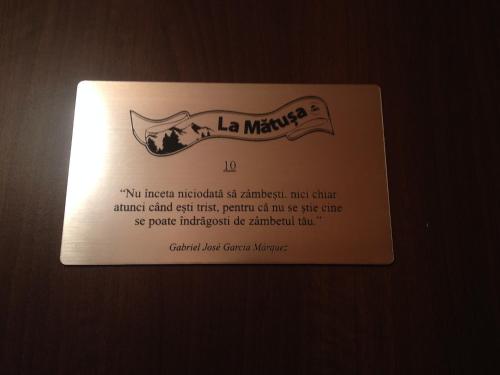 La Mătușa
10
“Nu înceta niciodată să zâmbești. nici chiar
atunci când ești trist, pentru că nu se știe cine
se poate îndrăgosti de zâmbetul tău.”
Gabriel José Garcia Márquez